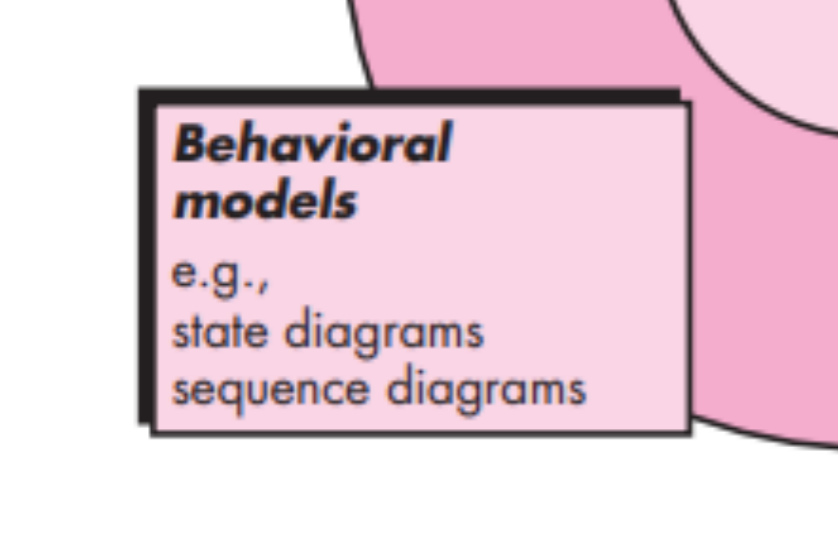 Behavioral
models
e.g.,
state diagrams
sequence diagrams